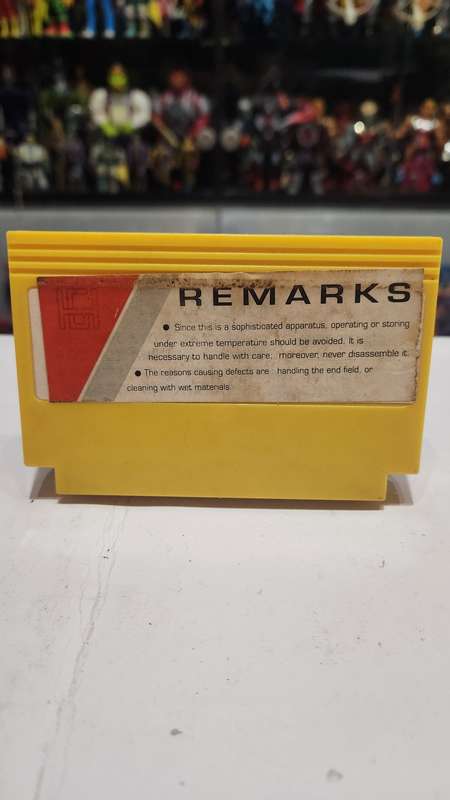 REMARKS
● Since this is a sophisticated apparatus, operating or storing
under extreme temperature should be avoided. It is
necessary to handle with care, moreover, never disassemble it.
● The reasons causing defects are handling the end field, or
cleaning with wet materials.